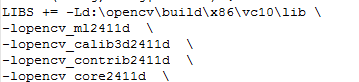 LIBS += -Ld:\opencv\build\x86\vc10\lib \
-lopencv_ml2411d  \
-lopencv_calib3d2411d  \
-lopencv_contrib2411d  \
-lopencv_core2411d  \